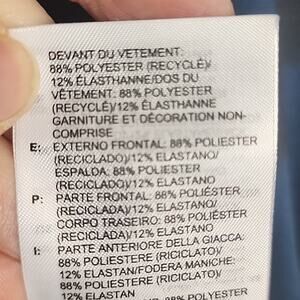 DEVANT DU VETEMENT:
88% POLYESTER (RECYCLÉ)/
12% ÉLASTHANNE/DOS DU
VÊTEMENT: 88% POLYESTER
(RECYCLÉ)/12% ÉLASTHANNE
GARNITURE ET DÉCORATION NON-
COMPRISE
E: EXTERNO FRONTAL: 88% POLIESTER
(RECICLADO)/12% ELASTANO/
ESPALDA: 88% POLIESTER
(RECICLADO)/12% ELASTANO
P: PARTE FRONTAL: 88% POLIÉSTER
(RECICLADO)/12% ELASTANO/
CORPO TRASEIRO: 88% POLIÉSTER
(RECICLADO)/12% ELASTANO
I: PARTE ANTERIORE DELLA GIACCA:
88% POLIESTERE (RICICLATO)/
12% ELASTAN/FODERA MANICHE:
88% POLIESTERE (RICICLATO)/
12% ELASTAN